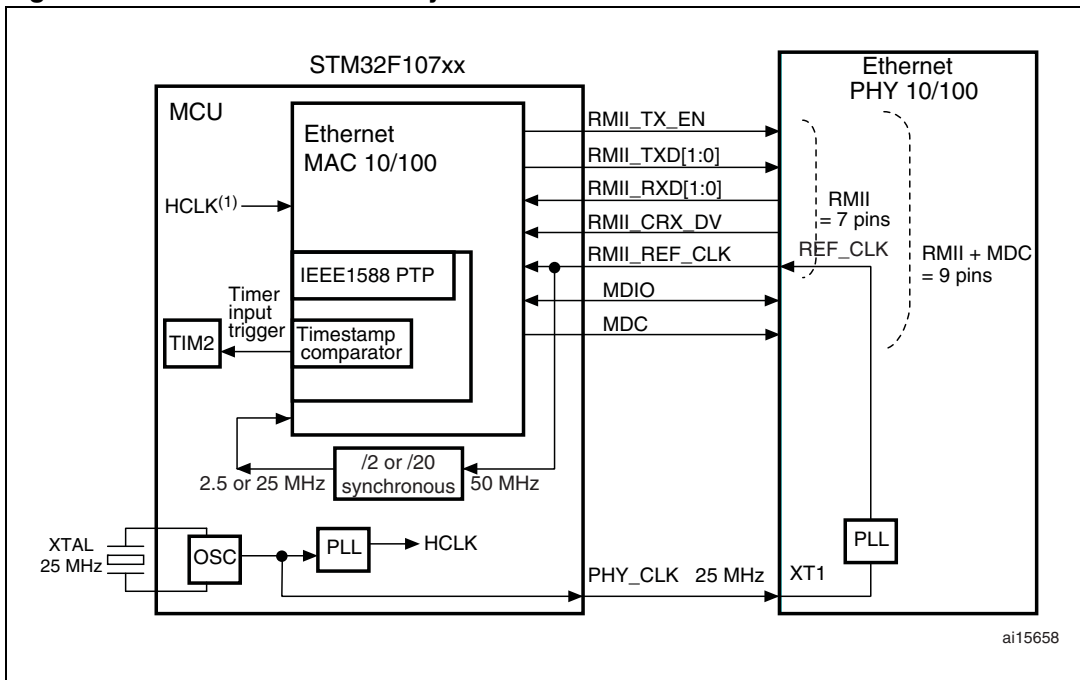 STM32F107xx
MCU
Ethernet
MAC 10/100
HCLK(1)
IEEE1588 PTP
Timer
input
trigger
TIM2
Timestamp
comparator
/2 or /20
synchronous
2.5 or 25 MHz
50 MHz
XTAL
25 MHz
OSC
PLL
HCLK
RMII_TX_EN
RMII_TXD[1:0]
RMII_RXD[1:0]
RMII_CRX_DV
RMII_REF_CLK
MDIO
MDC
PHY_CLK 25 MHz
Ethernet
PHY 10/100
RMII
= 7 pins
REF_CLK
RMII + MDC
= 9 pins
PLL
XT1
ai15658